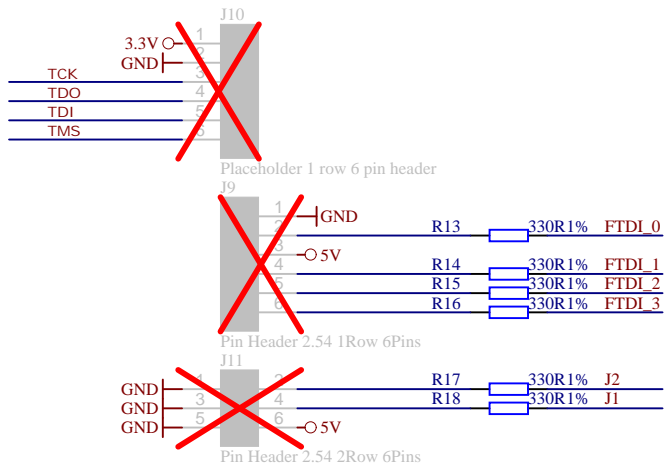 J10
3.3V 1
GND 2
TCK 3
TDO 4
TDI 5
TMS 6
Placeholder 1 row 6 pin header
J9
1 GND
2 R13 330R1% FTDI_0
3 5V
4 R14 330R1% FTDI_1
5 R15 330R1% FTDI_2
6 R16 330R1% FTDI_3
Pin Header 2.54 1Row 6Pins
J11
GND 1 2 R17 330R1% J2
GND 3 4 R18 330R1% J1
GND 5 6 5V
Pin Header 2.54 2Row 6Pins